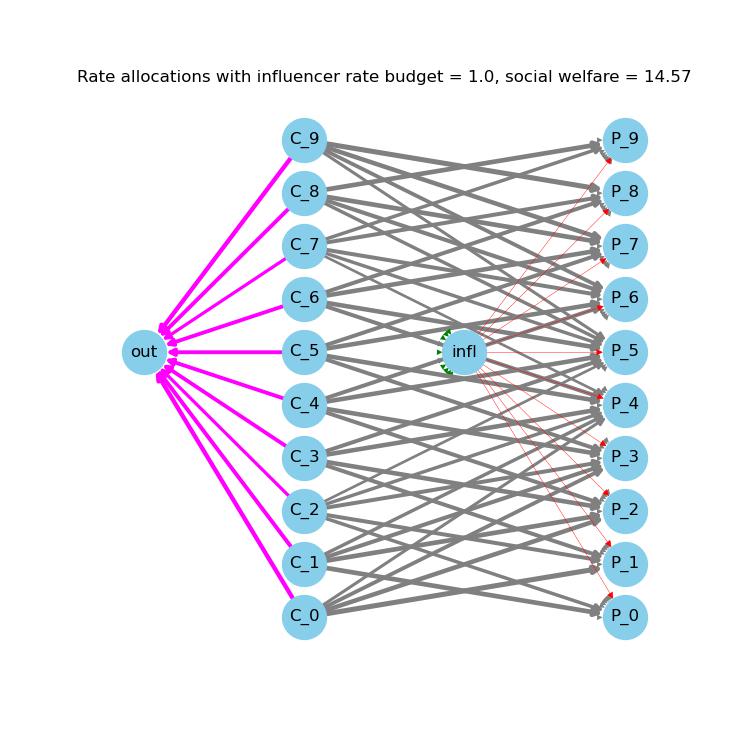 Rate allocations with influencer rate budget = 1.0, social welfare = 14.57
C_9 P_9
C_8 P_8
C_7 P_7
C_6 P_6
out C_5 infl P_5
C_4 P_4
C_3 P_3
C_2 P_2
C_1 P_1
C_0 P_0